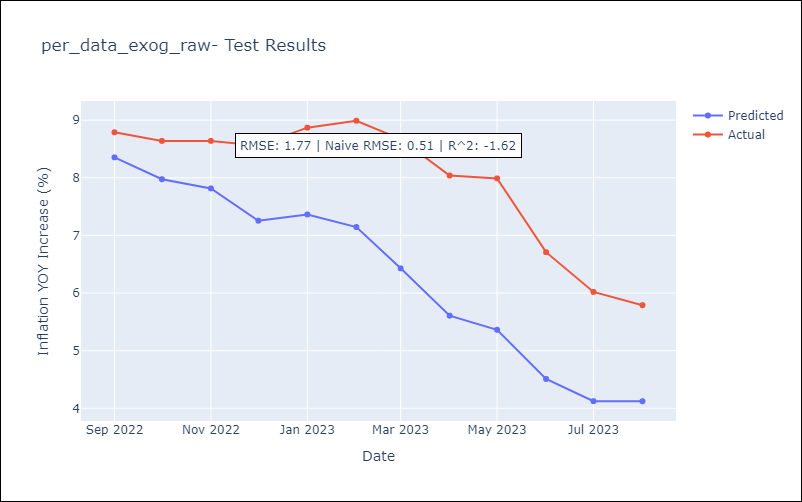 per_data_exog_raw- Test Results
Predicted
Actual
RMSE: 1.77 | Naive RMSE: 0.51 | R^2: -1.62
Inflation YOY Increase (%)
9
8
7
6
5
4
Sep 2022 Nov 2022 Jan 2023 Mar 2023 May 2023 Jul 2023
Date